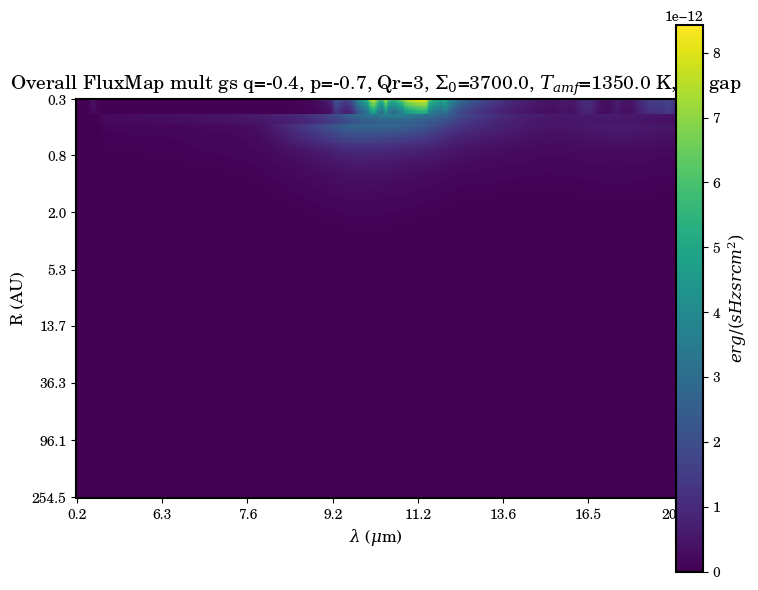 1e−12
Overall FluxMap mult gs q=-0.4, p=-0.7, Qr=3, Σ₀=3700.0, T_amf=1350.0 K, gap
0.3
0.8
2.0
5.3
13.7
36.3
96.1
254.5
R (AU)
0.2 6.3 7.6 9.2 11.2 13.6 16.5 20
λ (μm)
8
7
6
5
4
3
2
1
0
erg/(sHzsrcm²)